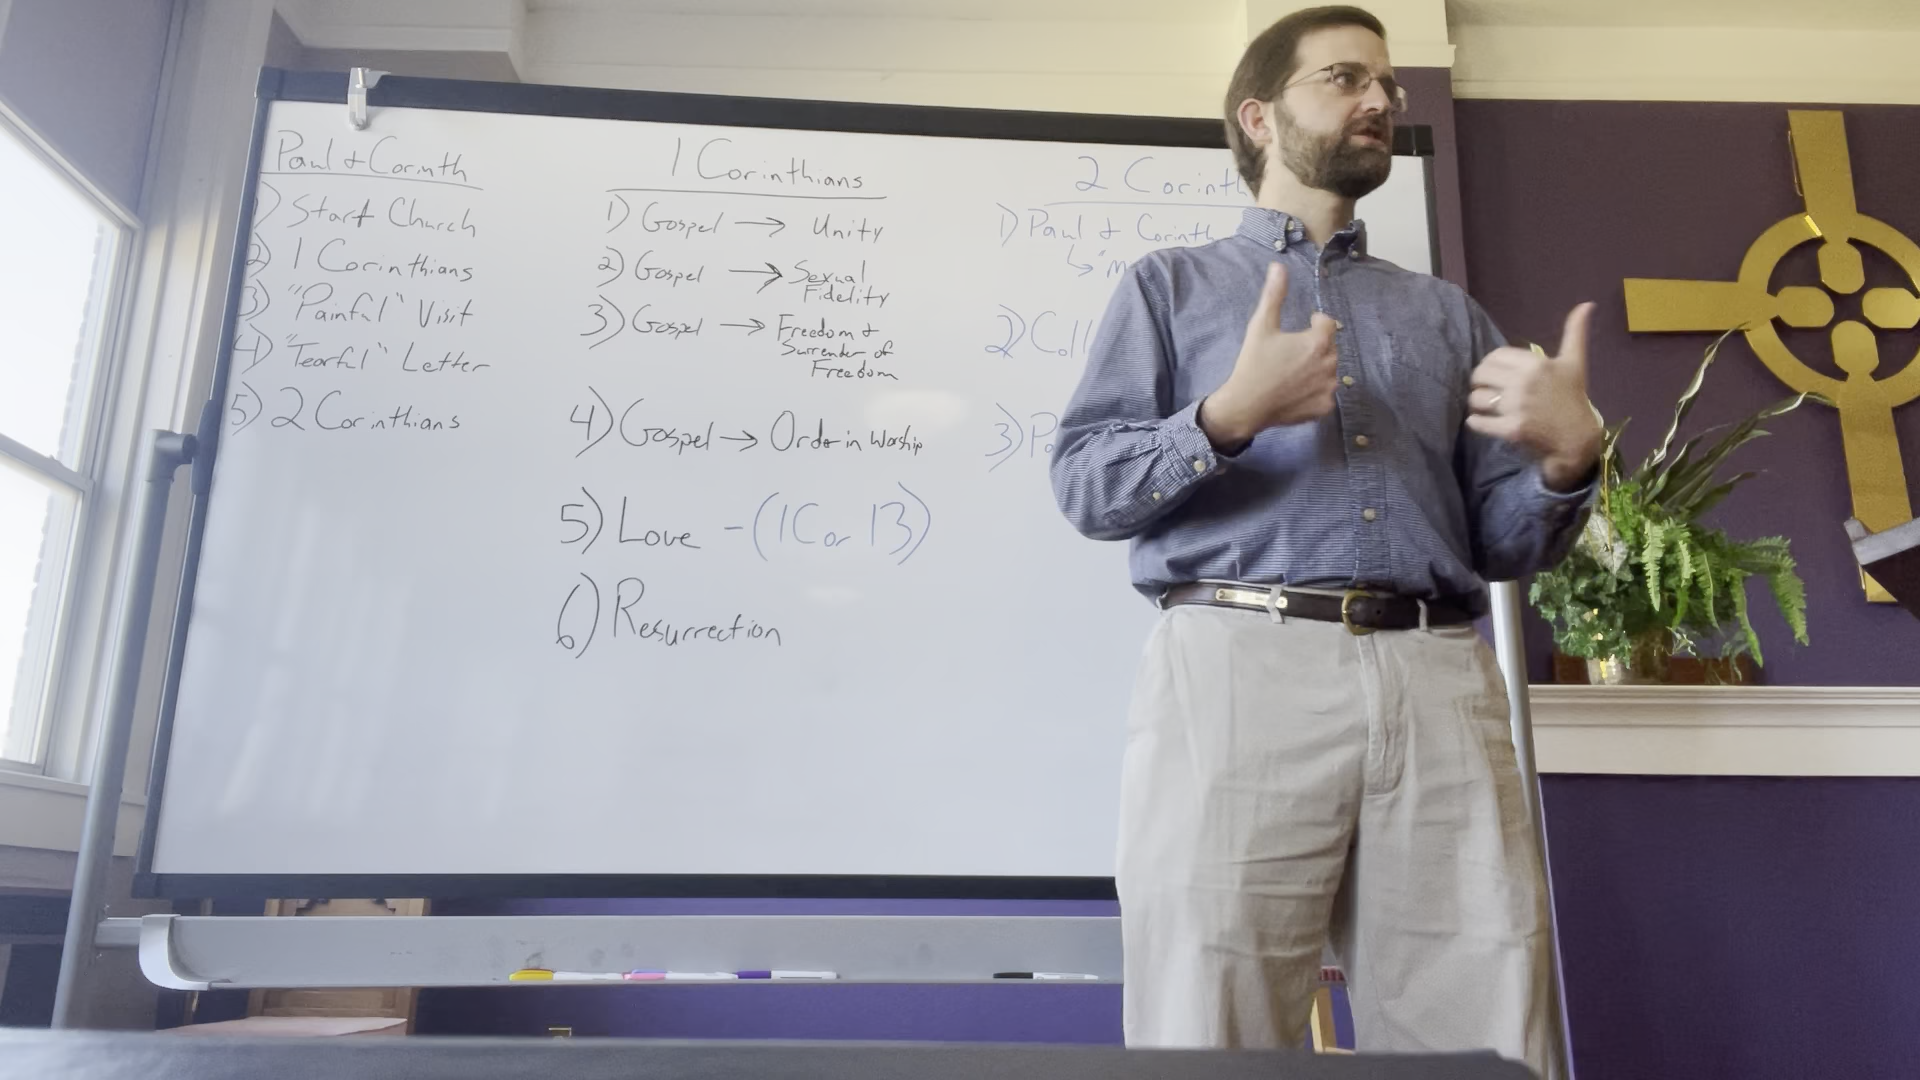 Paul & Corinth
1) Start Church
2) 1 Corinthians
3) "Painful" Visit
4) "Tearful" Letter
5) 2 Corinthians
1 Corinthians
1) Gospel → Unity
2) Gospel → Sexual
Fidelity
3) Gospel → Freedom &
Surrender of
Freedom
4) Gospel → Order in Worship
5) Love - (1 Cor 13)
6) Resurrection
2 Corinth
1) Paul & Corinth
2)
3)